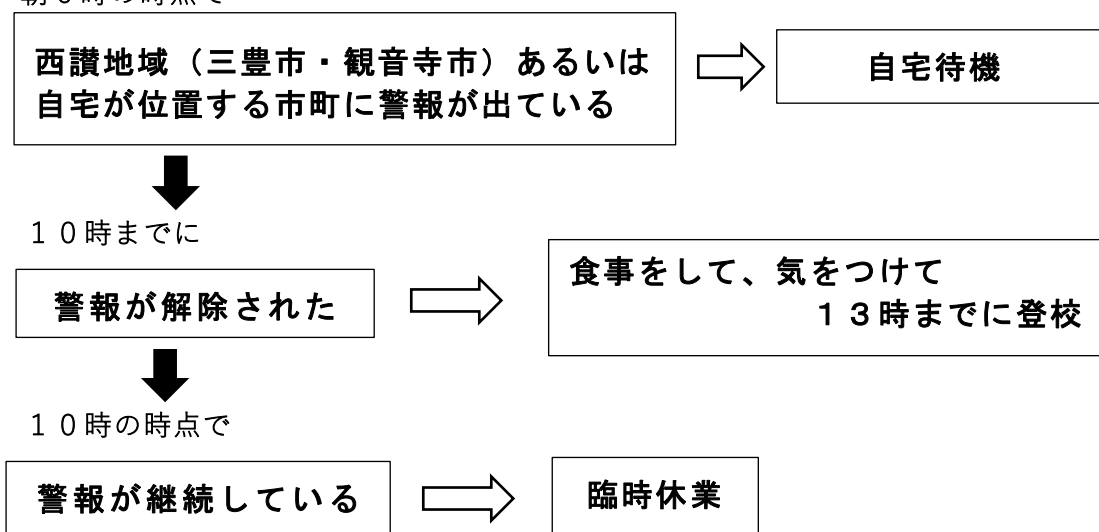 西讃地域（三豊市・観音寺市）あるいは
自宅が位置する市町に警報が出ている
自宅待機
１０時までに
警報が解除された
食事をして、気をつけて
１３時までに登校
１０時の時点で
警報が継続している
臨時休業